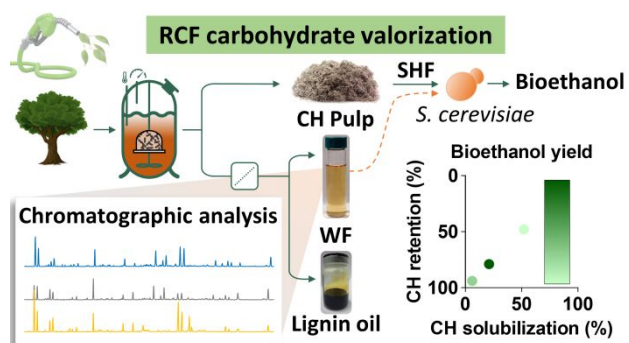 RCF carbohydrate valorization
SHF
Bioethanol
CH Pulp
S. cerevisiae
Chromatographic analysis
WF
Lignin oil
Bioethanol yield
CH retention (%)
0
50
100
0
50
100
CH solubilization (%)